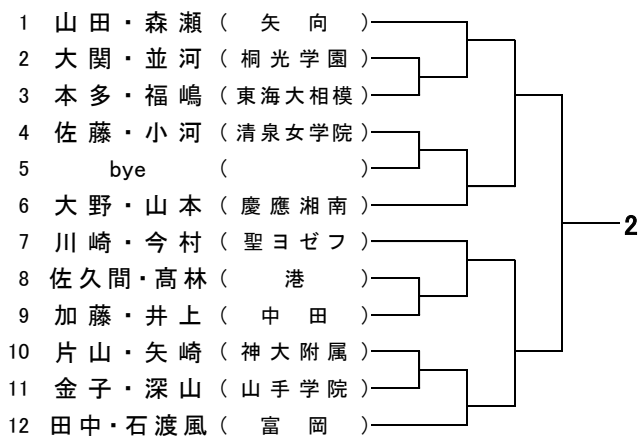 1 山田・森瀬 ( 矢向 )
2 大関・並河 ( 桐光学園 )
3 本多・福嶋 ( 東海大相模 )
4 佐藤・小河 ( 清泉女学院 )
5 bye ( )
6 大野・山本 ( 慶應湘南 )
2
7 川崎・今村 ( 聖ヨゼフ )
8 佐久間・髙林 ( 港 )
9 加藤・井上 ( 中田 )
10 片山・矢崎 ( 神大附属 )
11 金子・深山 ( 山手学院 )
12 田中・石渡風 ( 富岡 )